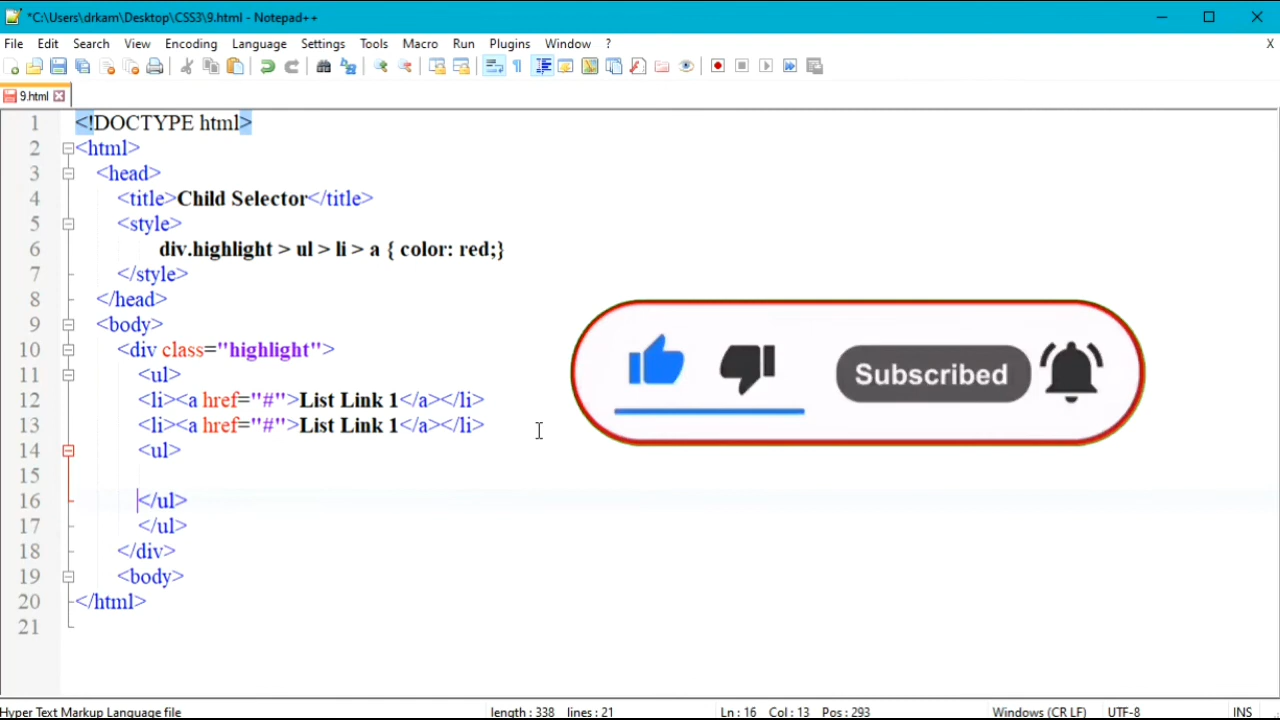 *C:\Users\drkam\Desktop\CSS3\9.html - Notepad++
File Edit Search View Encoding Language Settings Tools Macro Run Plugins Window ? X
9.html
1 <!DOCTYPE html>
2 <html>
3 <head>
4 <title>Child Selector</title>
5 <style>
6 div.highlight > ul > li > a { color: red;}
7 </style>
8 </head>
9 <body>
10 <div class="highlight">
11 <ul>
12 <li><a href="#">List Link 1</a></li>
13 <li><a href="#">List Link 1</a></li>
14 <ul>
15
16 </ul>
17 </ul>
18 </div>
19 <body>
20 </html>
21
Subscribed
Hyper Text Markup Language file length : 338 lines : 21 Ln : 16 Col : 13 Pos : 293 Windows (CR LF) UTF-8 INS